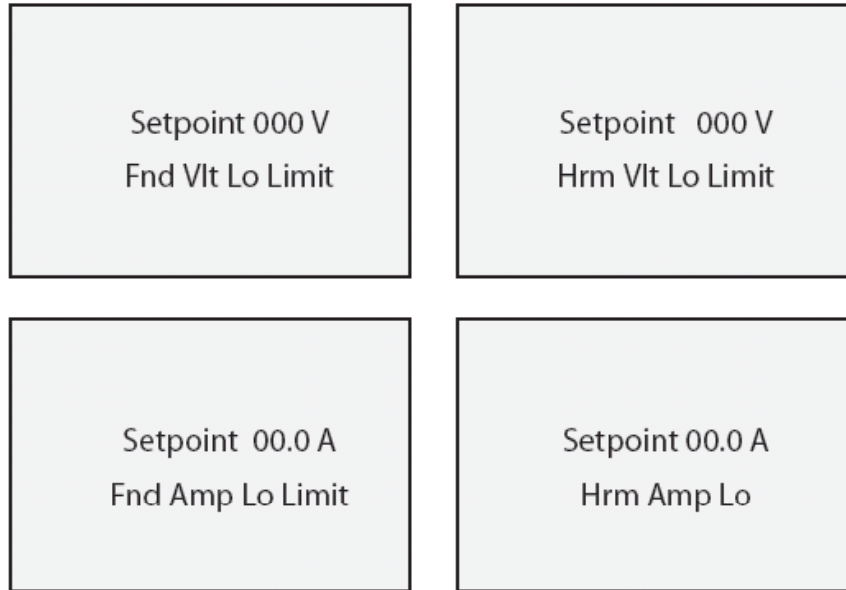 Setpoint 000 V
Fnd Vlt Lo Limit
Setpoint 000 V
Hrm Vlt Lo Limit
Setpoint 00.0 A
Fnd Amp Lo Limit
Setpoint 00.0 A
Hrm Amp Lo